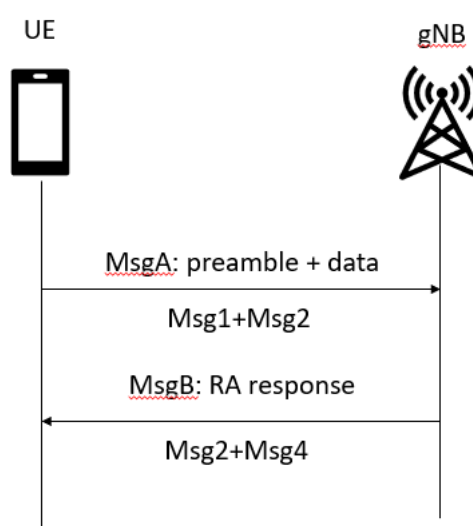 UE
gNB
MsgA: preamble + data
Msg1+Msg2
MsgB: RA response
Msg2+Msg4